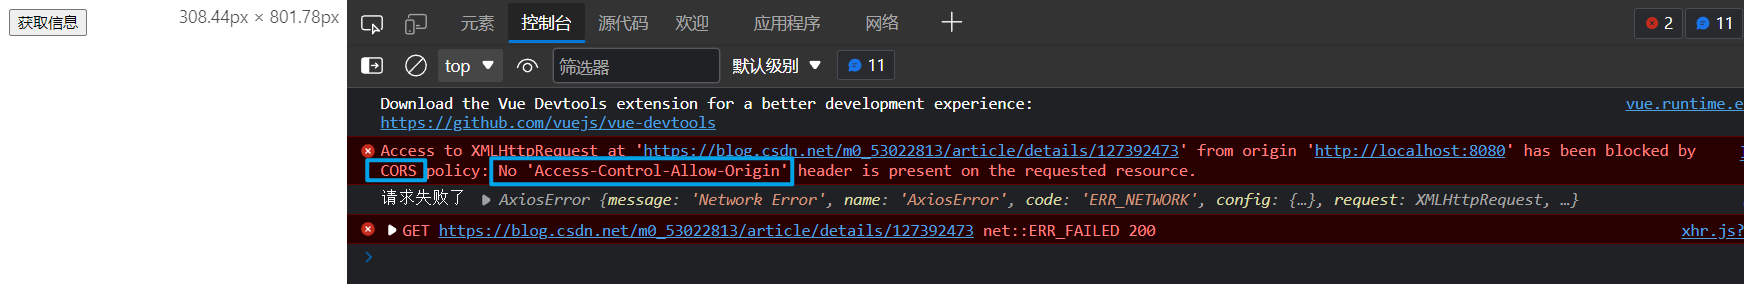 获取信息
308.44px × 801.78px
元素 控制台 源代码 欢迎 应用程序 网络
2 11
top 筛选器 默认级别 11
Download the Vue Devtools extension for a better development experience: vue.runtime.e
https://github.com/vuejs/vue-devtools
Access to XMLHttpRequest at 'https://blog.csdn.net/m0_53022813/article/details/127392473' from origin 'http://localhost:8080' has been blocked by
CORS policy: No 'Access-Control-Allow-Origin' header is present on the requested resource.
请求失败了 AxiosError {message: 'Network Error', name: 'AxiosError', code: 'ERR_NETWORK', config: {…}, request: XMLHttpRequest, …}
GET https://blog.csdn.net/m0_53022813/article/details/127392473 net::ERR_FAILED 200 xhr.js?